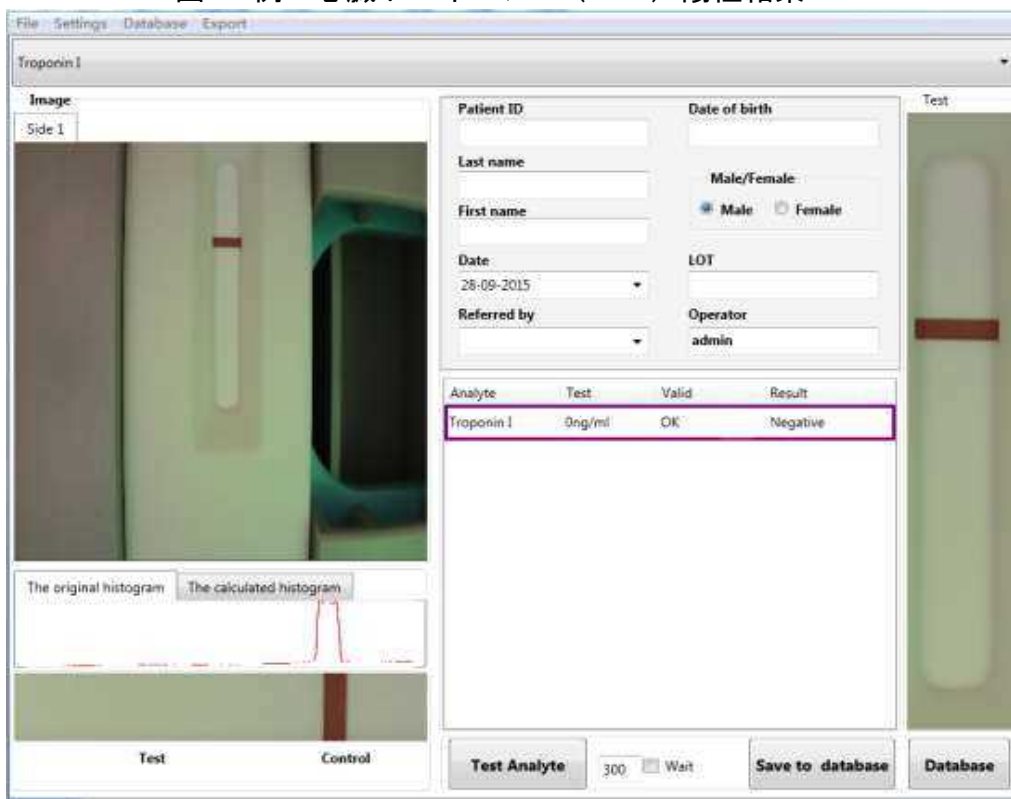 File Settings Database Export
Troponin I
Image
Side 1
Patient ID
Date of birth
Last name
Male/Female
Male Female
First name
Date
LOT
28-09-2015
Referred by
Operator
admin
Test
Analyte Test Valid Result
Troponin I 0ng/ml OK Negative
The original histogram The calculated histogram
Test Control
Test Analyte 300 Wait Save to database Database